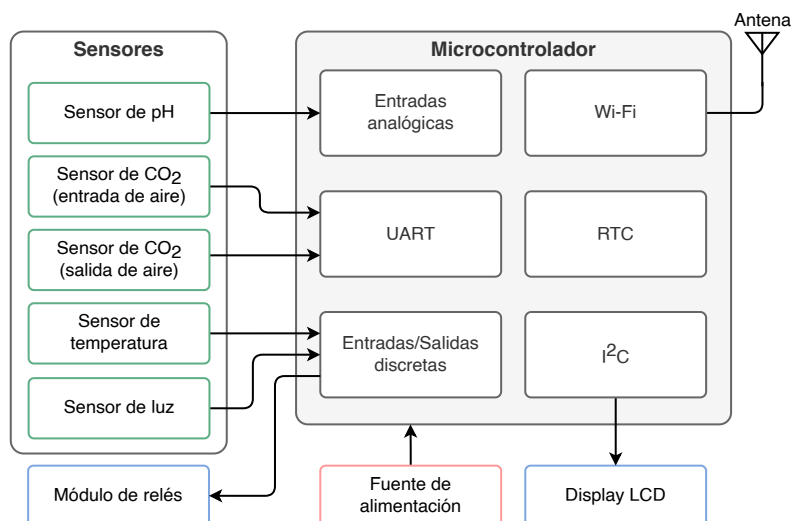 Antena
Sensores
Microcontrolador
Sensor de pH
Entradas
analógicas
Wi-Fi
Sensor de CO2
(entrada de aire)
UART
RTC
Sensor de CO2
(salida de aire)
Sensor de
temperatura
Entradas/Salidas
discretas
I2C
Sensor de luz
Módulo de relés
Fuente de
alimentación
Display LCD